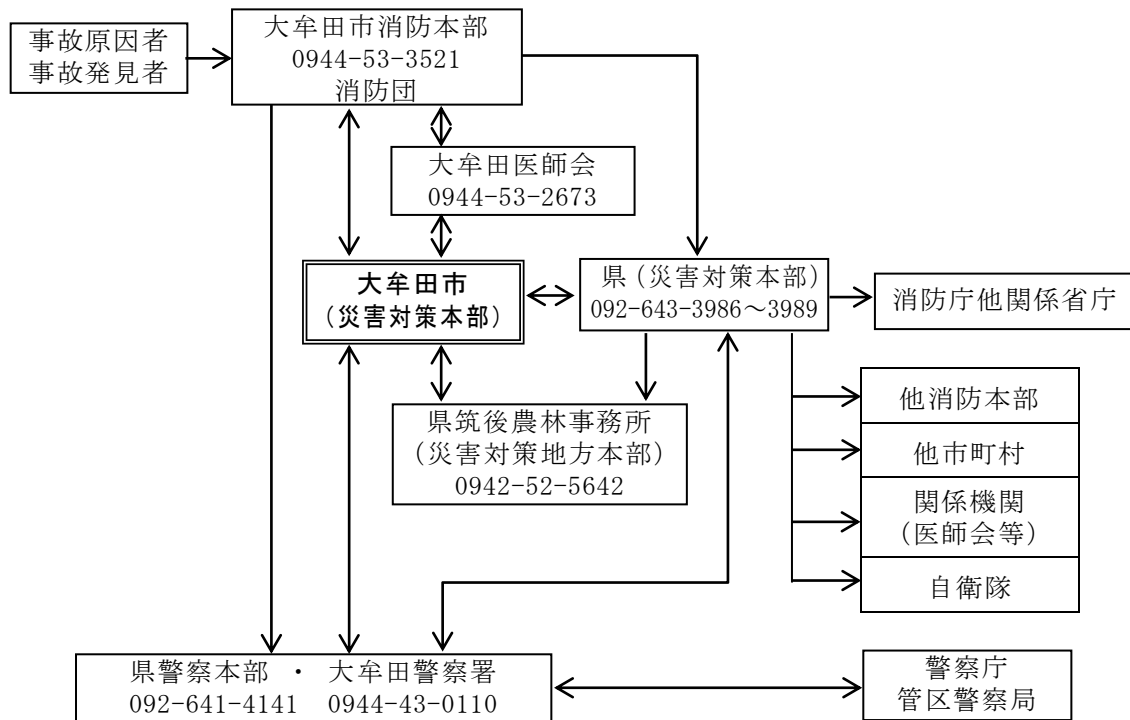 事故原因者
事故発見者
大牟田市消防本部
0944-53-3521
消防団
大牟田医師会
0944-53-2673
大牟田市
（災害対策本部）
県（災害対策本部）
092-643-3986～3989
消防庁他関係省庁
県筑後農林事務所
（災害対策地方本部）
0942-52-5642
他消防本部
他市町村
関係機関
（医師会等）
自衛隊
県警察本部 ・ 大牟田警察署
092-641-4141 0944-43-0110
警察庁
管区警察局